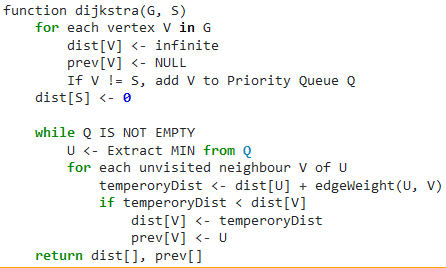 function dijkstra(G, S)
    for each vertex V in G
        dist[V] <- infinite
        prev[V] <- NULL
        If V != S, add V to Priority Queue Q
    dist[S] <- 0

    while Q IS NOT EMPTY
        U <- Extract MIN from Q
        for each unvisited neighbour V of U
            temperoryDist <- dist[U] + edgeWeight(U, V)
            if temperoryDist < dist[V]
                dist[V] <- temperoryDist
                prev[V] <- U
    return dist[], prev[]